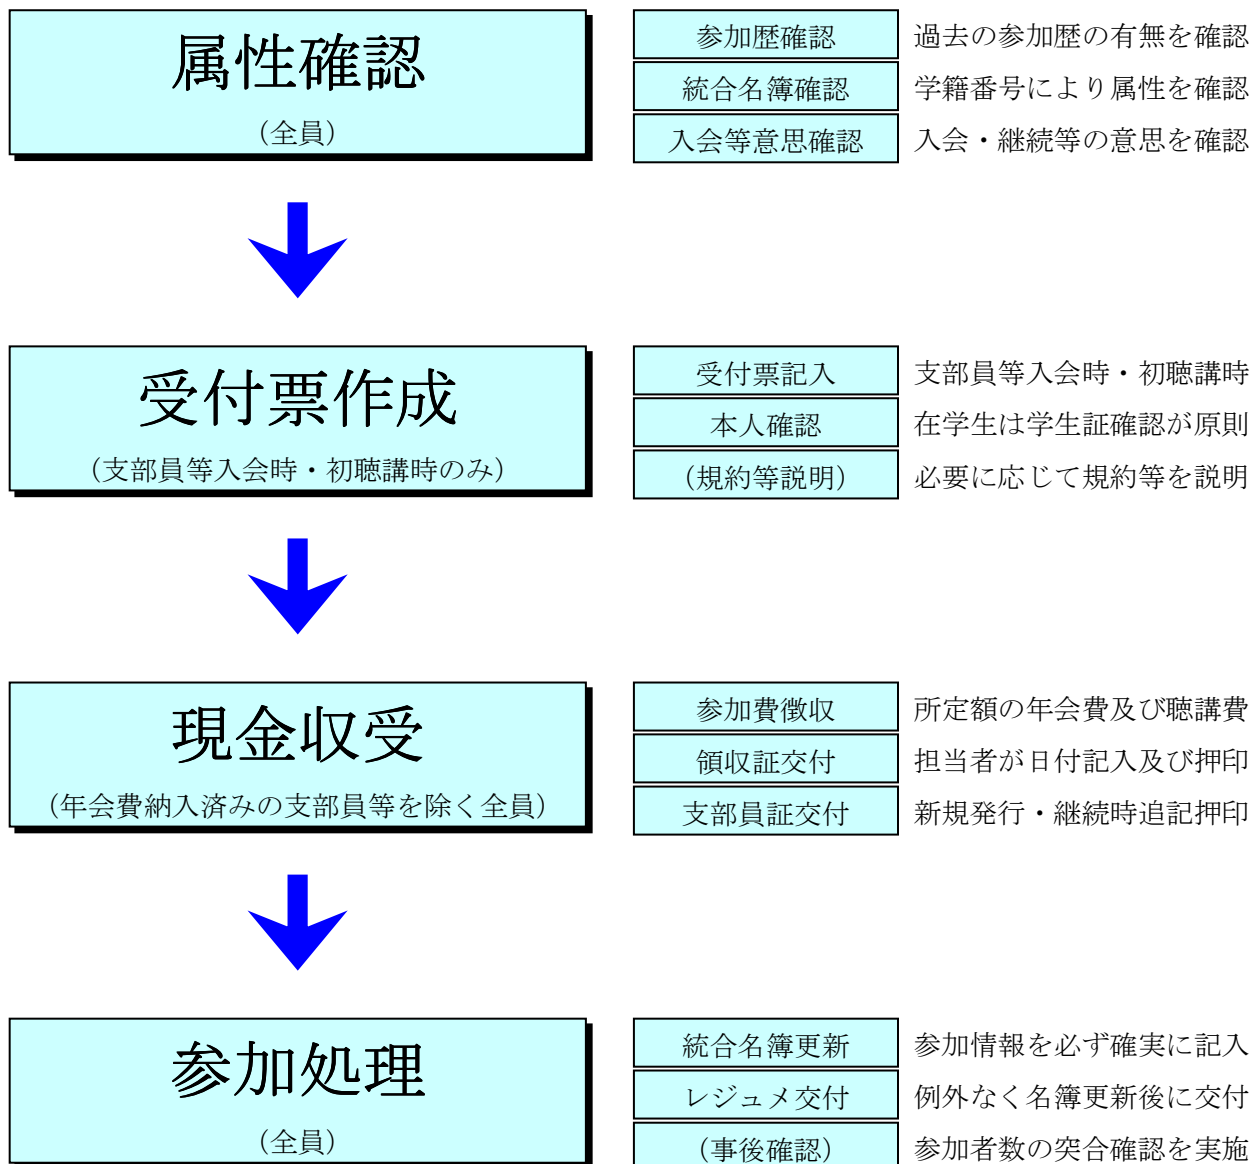 属性確認
（全員）
参加歴確認 過去の参加歴の有無を確認
統合名簿確認 学籍番号により属性を確認
入会等意思確認 入会・継続等の意思を確認
受付票作成
（支部員等入会時・初聴講時のみ）
受付票記入 支部員等入会時・初聴講時
本人確認 在学生は学生証確認が原則
（規約等説明） 必要に応じて規約等を説明
現金収受
（年会費納入済みの支部員等を除く全員）
参加費徴収 所定額の年会費及び聴講費
領収証交付 担当者が日付記入及び押印
支部員証交付 新規発行・継続時追記押印
参加処理
（全員）
統合名簿更新 参加情報を必ず確実に記入
レジュメ交付 例外なく名簿更新後に交付
（事後確認） 参加者数の突合確認を実施